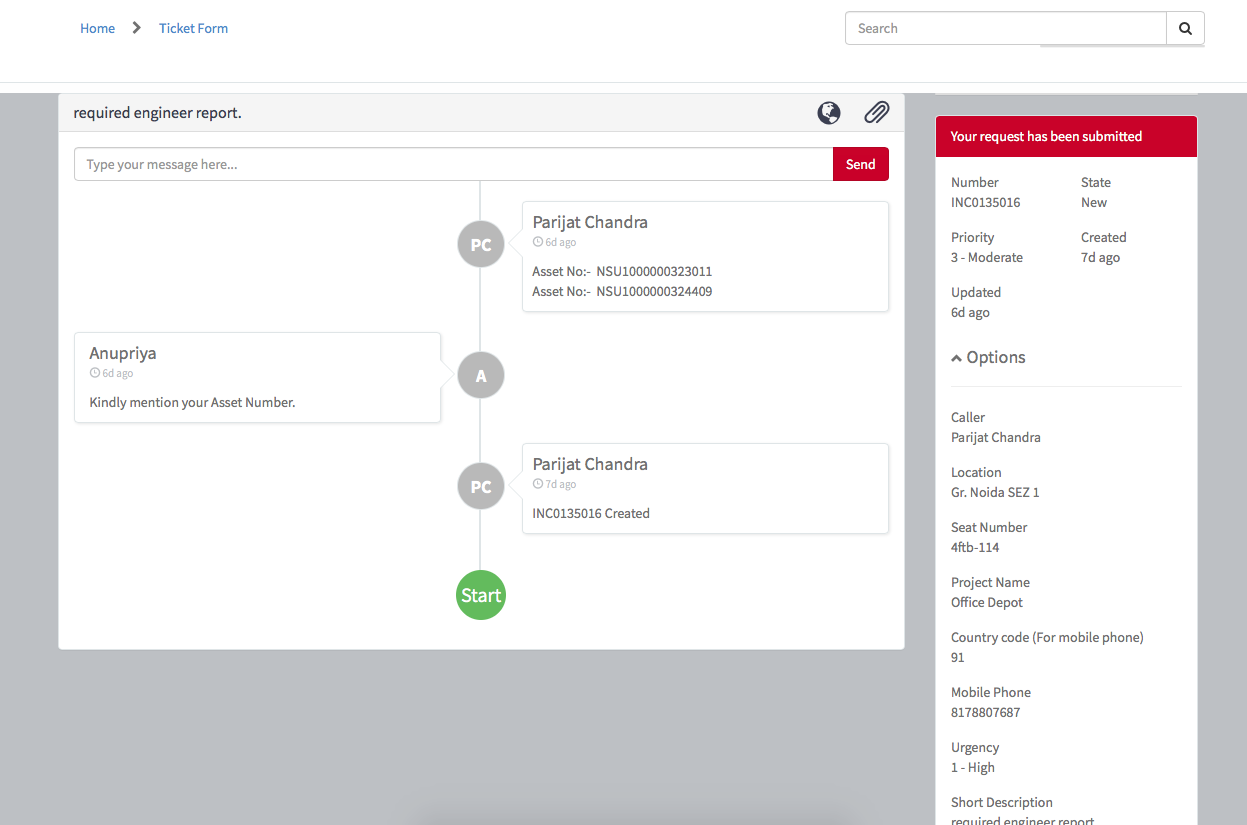 Home
Ticket Form
Search
required engineer report.
Type your message here...
Send
PC
Parijat Chandra
6d ago
Asset No:- NSU1000000323011
Asset No:- NSU1000000324409
Anupriya
6d ago
Kindly mention your Asset Number.
A
PC
Parijat Chandra
7d ago
INC0135016 Created
Start
Your request has been submitted
Number
INC0135016
State
New
Priority
3 - Moderate
Created
7d ago
Updated
6d ago
Options
Caller
Parijat Chandra
Location
Gr. Noida SEZ 1
Seat Number
4ftb-114
Project Name
Office Depot
Country code (For mobile phone)
91
Mobile Phone
8178807687
Urgency
1 - High
Short Description
required engineer report